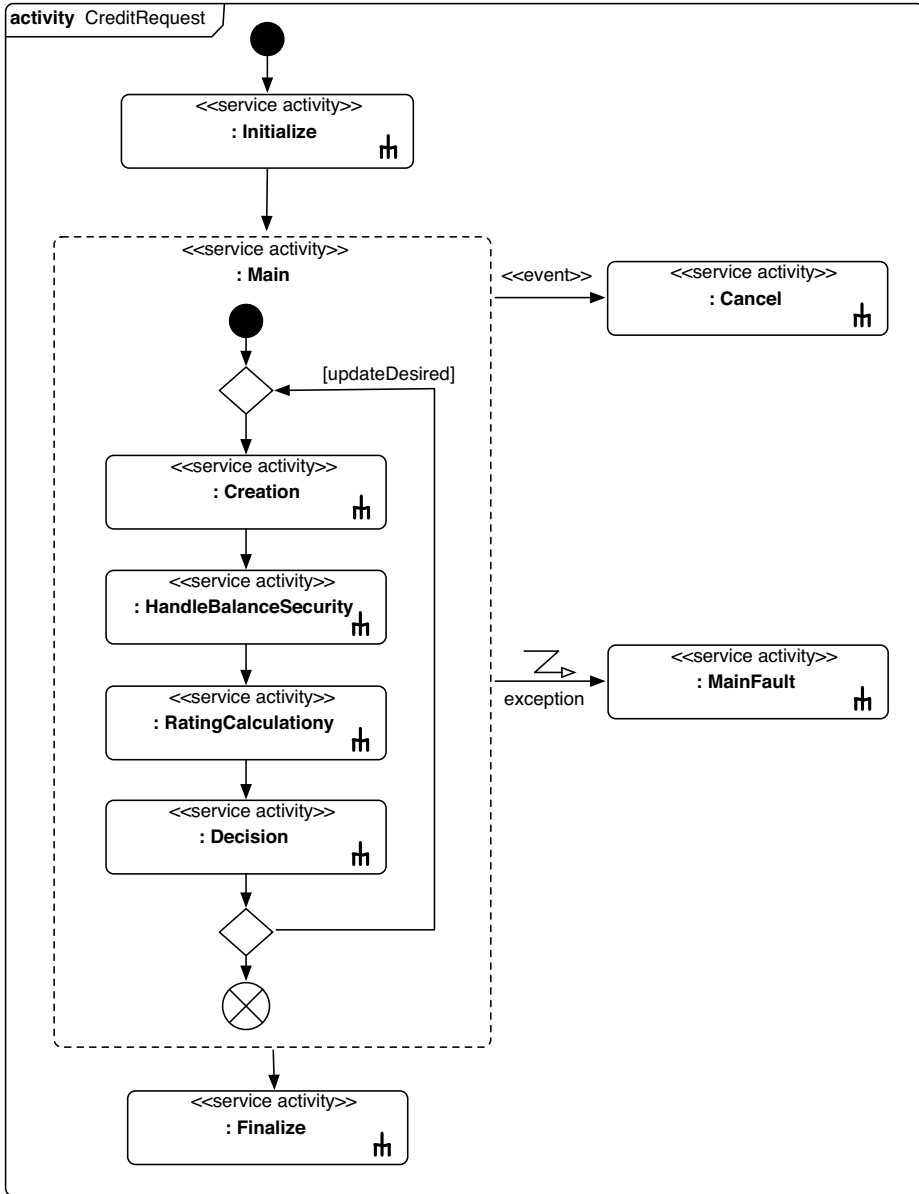 activity CreditRequest
<<service activity>>
: Initialize
<<service activity>>
: Main
<<event>>
<<service activity>>
: Cancel
[updateDesired]
<<service activity>>
: Creation
<<service activity>>
: HandleBalanceSecurity
<<service activity>>
: MainFault
exception
<<service activity>>
: RatingCalculationy
<<service activity>>
: Decision
<<service activity>>
: Finalize